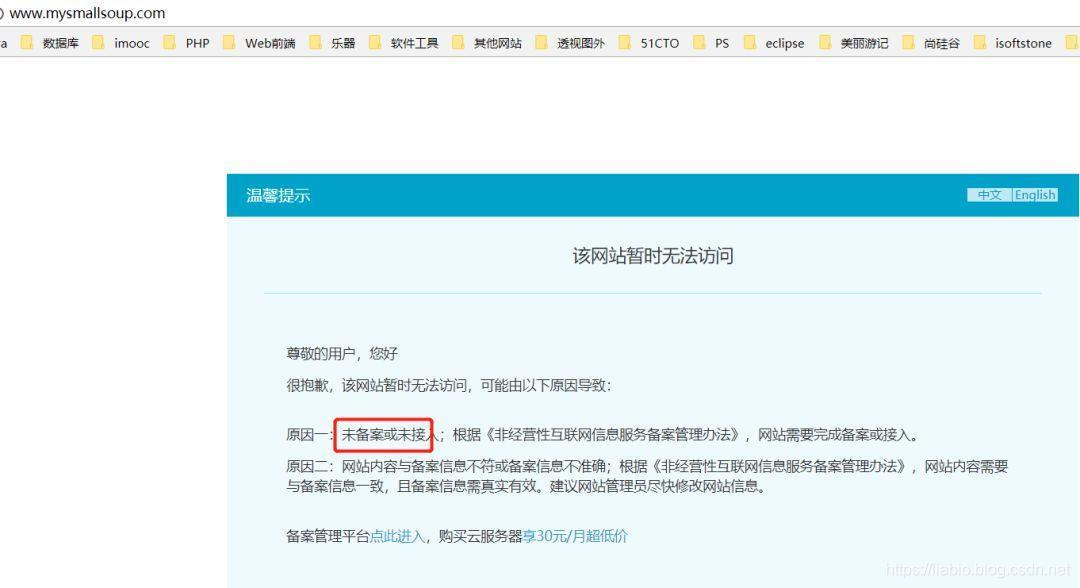 www.mysmallsoup.com
a 数据库 imooc PHP Web前端 乐器 软件工具 其他网站 透视图外 51CTO PS eclipse 美丽游记 尚硅谷 isoftstone
温馨提示 中文 English
该网站暂时无法访问
尊敬的用户，您好
很抱歉，该网站暂时无法访问，可能由以下原因导致：
原因一：未备案或未接入；根据《非经营性互联网信息服务备案管理办法》，网站需要完成备案或接入。
原因二：网站内容与备案信息不符或备案信息不准确；根据《非经营性互联网信息服务备案管理办法》，网站内容需要
与备案信息一致，且备案信息需真实有效。建议网站管理员尽快修改网站信息。
备案管理平台点此进入，购买云服务器享30元/月超低价
https://liabio.blog.csdn.net